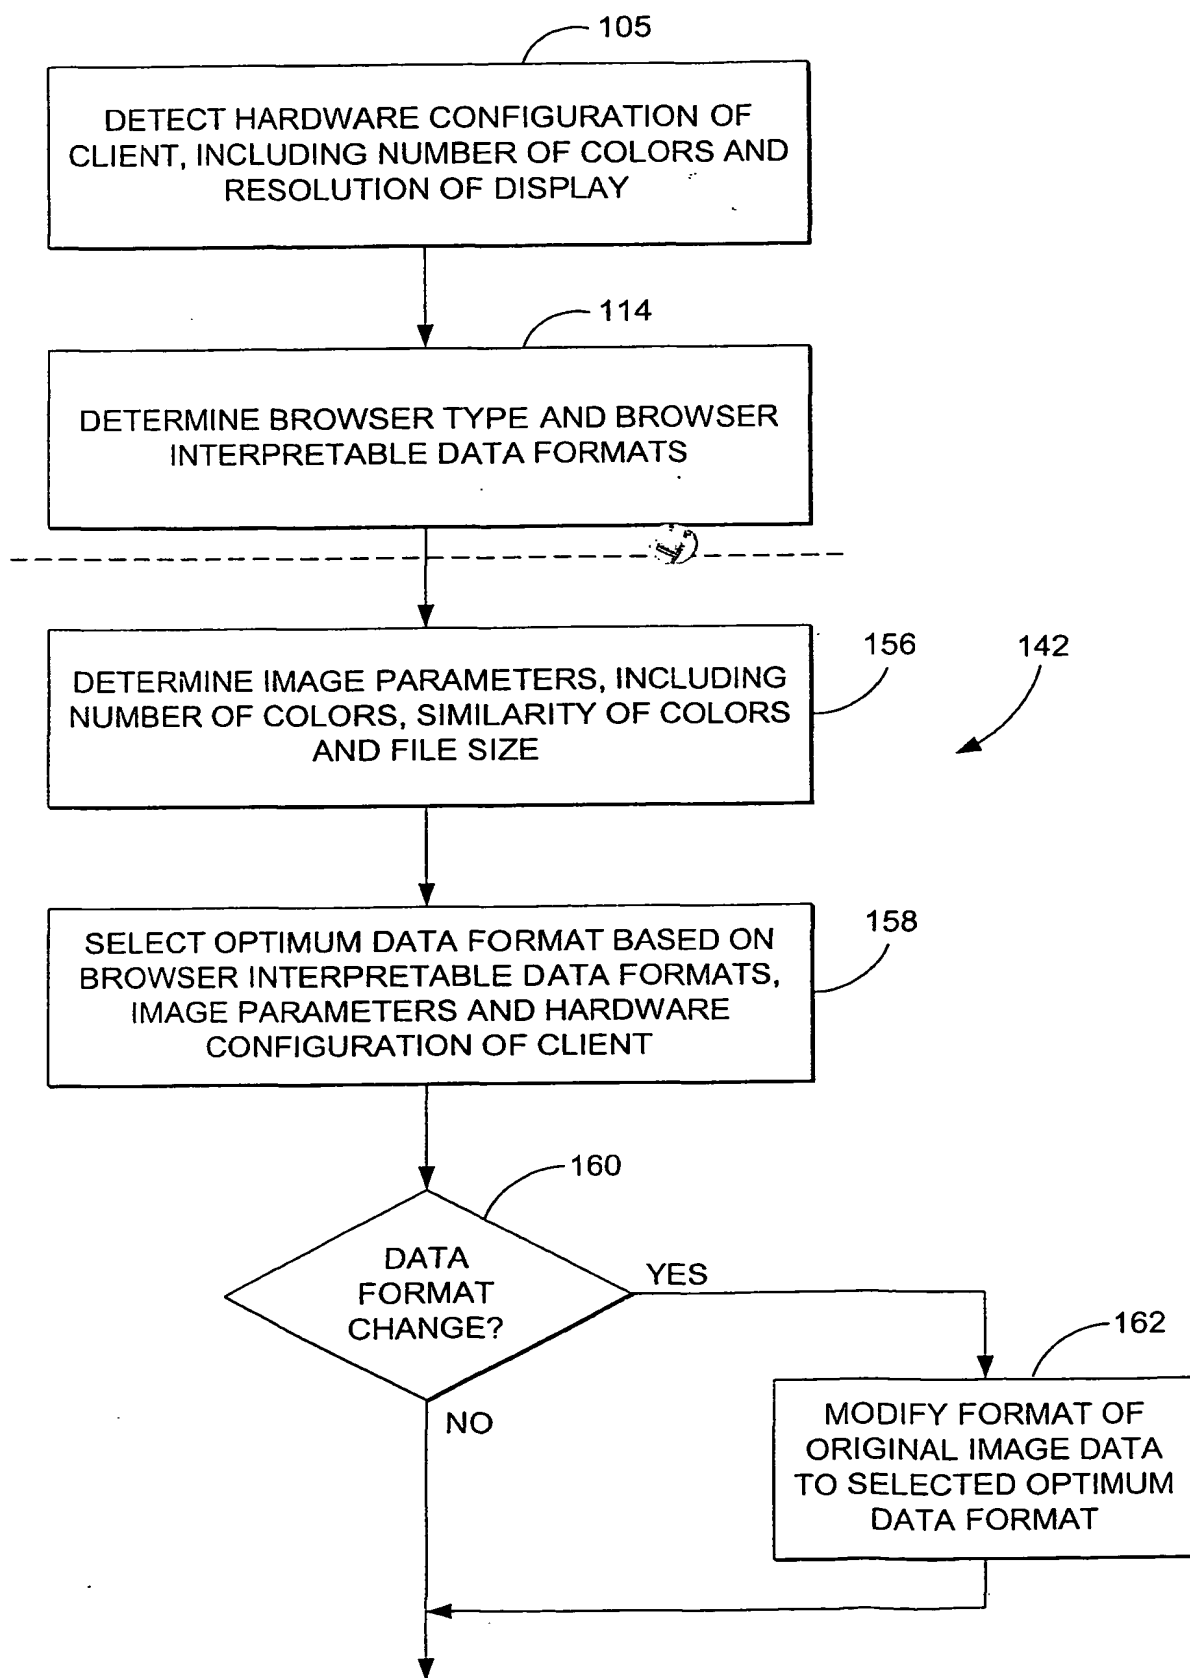 105
DETECT HARDWARE CONFIGURATION OF
CLIENT, INCLUDING NUMBER OF COLORS AND
RESOLUTION OF DISPLAY
114
DETERMINE BROWSER TYPE AND BROWSER
INTERPRETABLE DATA FORMATS
DETERMINE IMAGE PARAMETERS, INCLUDING
NUMBER OF COLORS, SIMILARITY OF COLORS
AND FILE SIZE
156
142
SELECT OPTIMUM DATA FORMAT BASED ON
BROWSER INTERPRETABLE DATA FORMATS,
IMAGE PARAMETERS AND HARDWARE
CONFIGURATION OF CLIENT
158
160
DATA
FORMAT
CHANGE?
YES
NO
162
MODIFY FORMAT OF
ORIGINAL IMAGE DATA
TO SELECTED OPTIMUM
DATA FORMAT